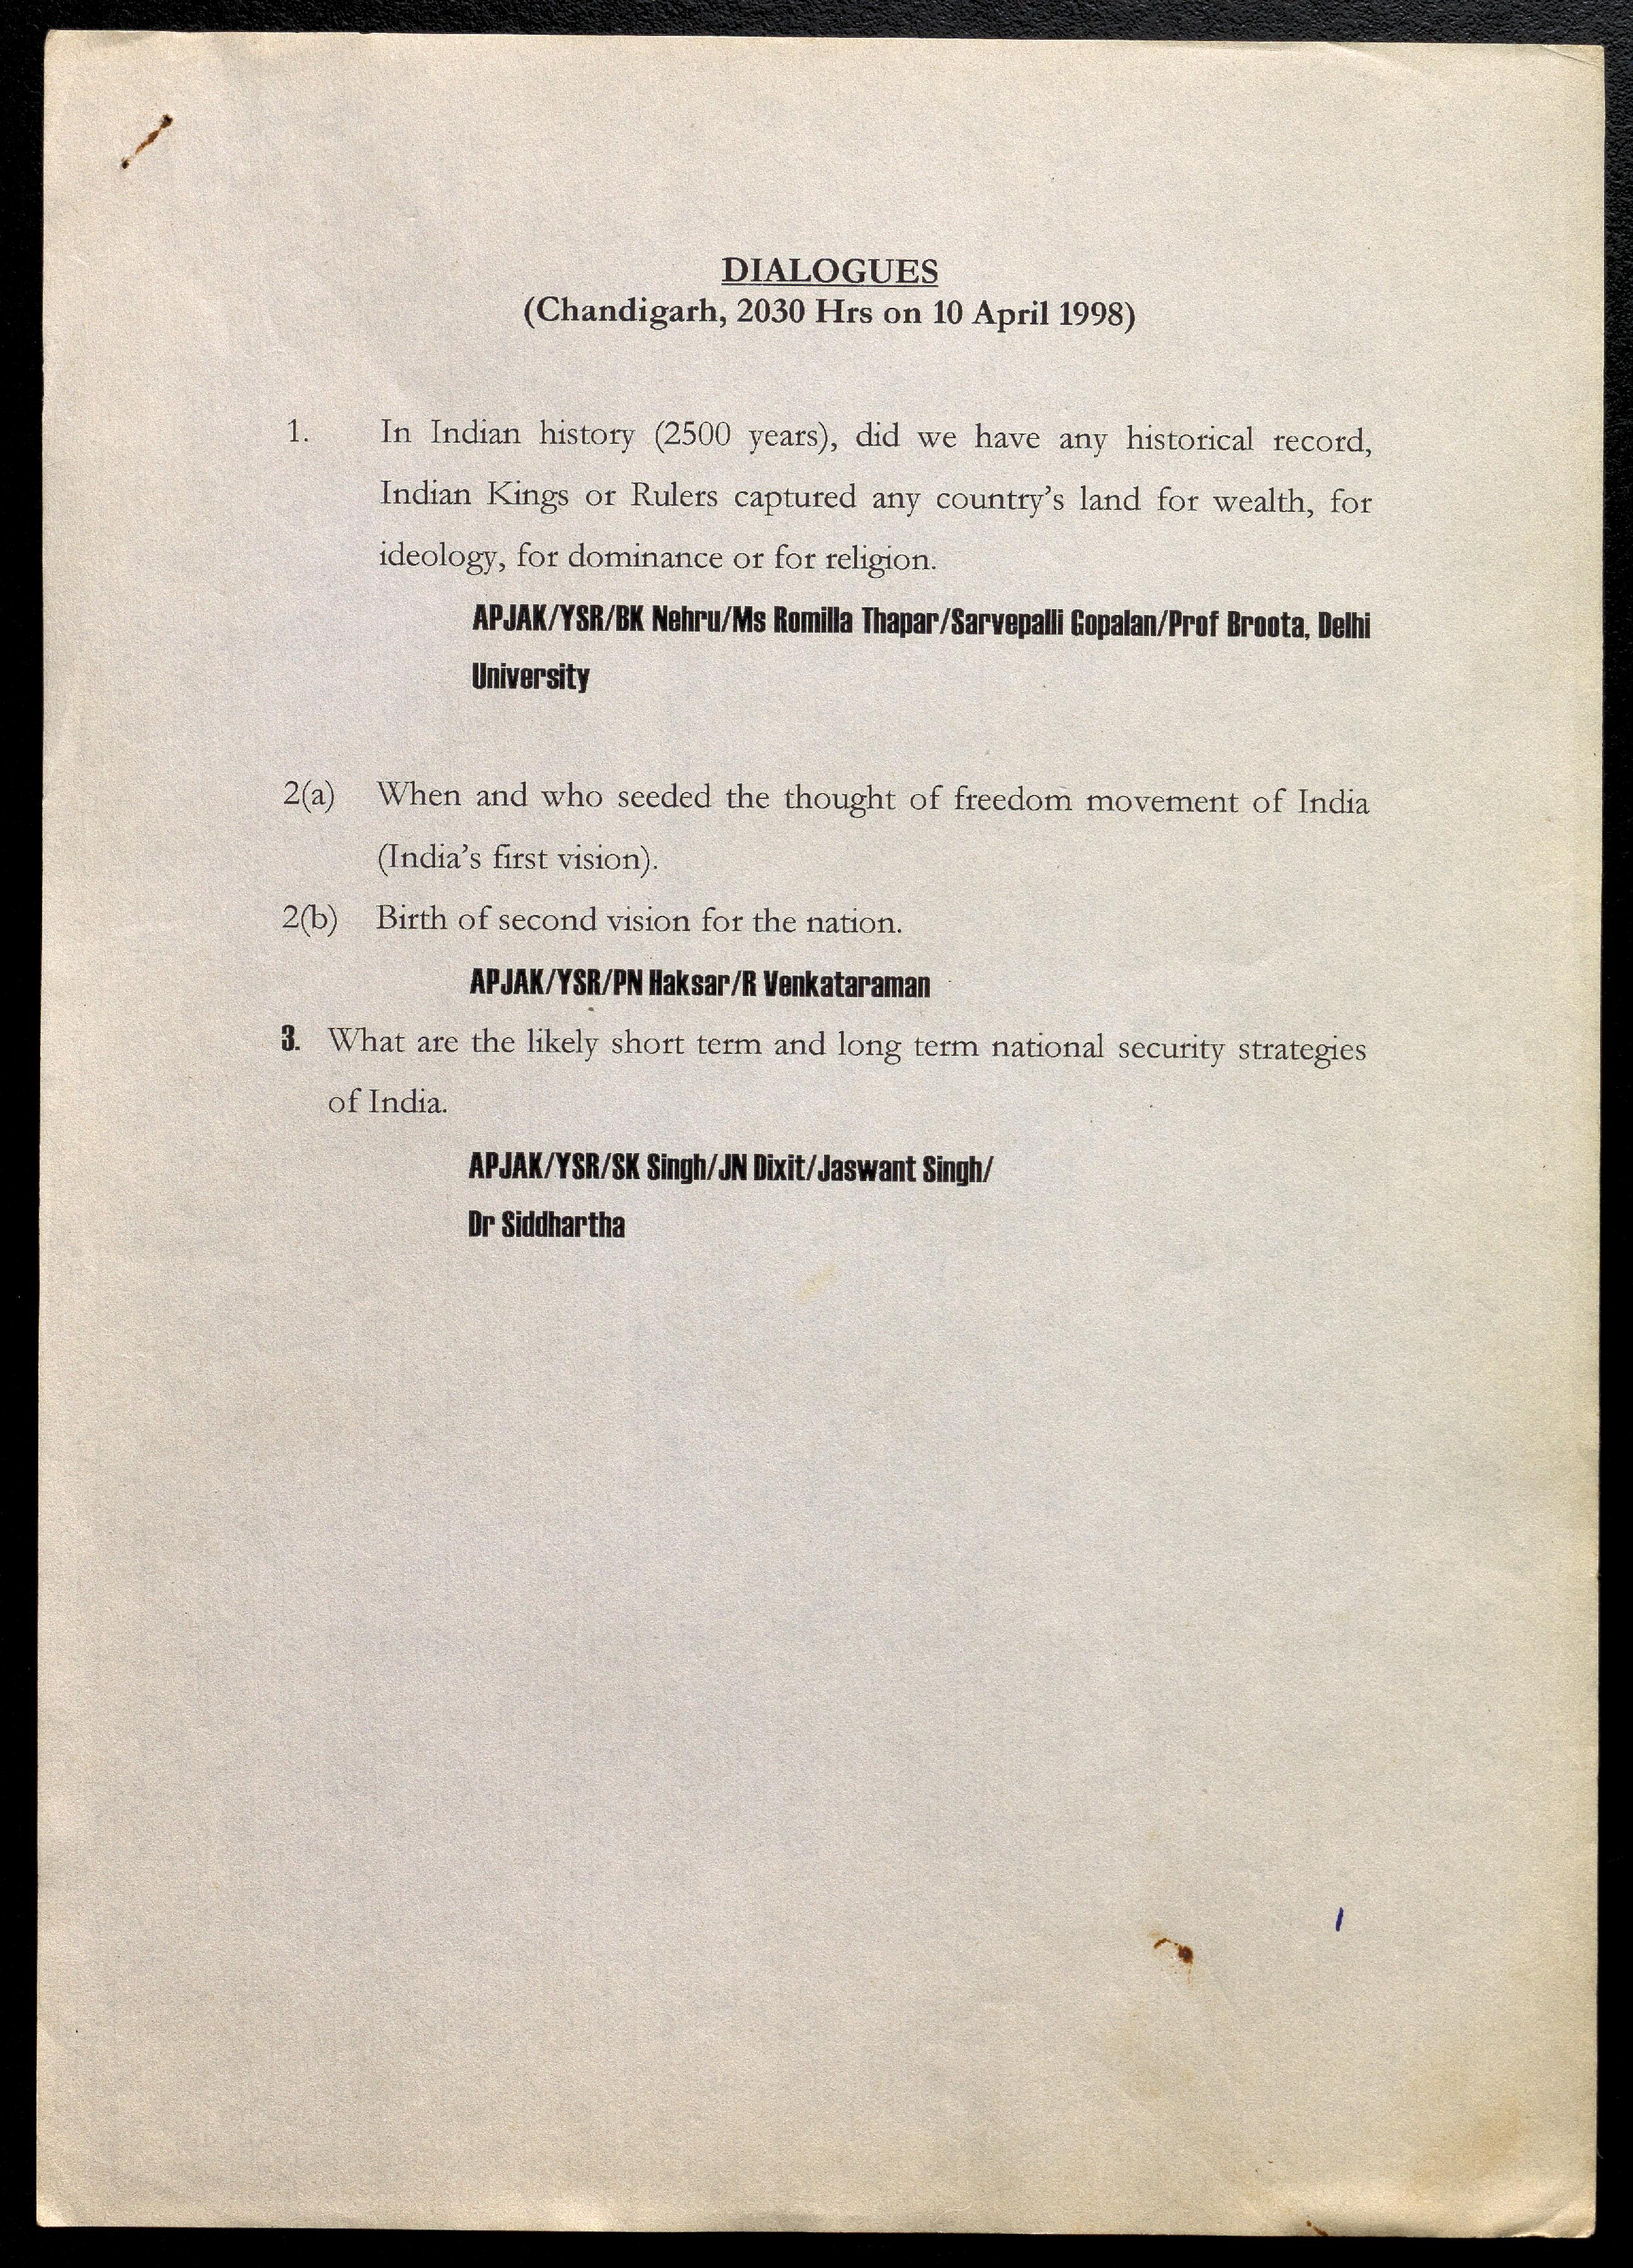 DIALOGUES
(Chandigarh, 2030 Hrs on 10 April 1998)
1. In Indian history (2500 years), did we have any historical record,
Indian Kings or Rulers captured any country's land for wealth, for
ideology, for dominance or for religion.
APJAK/YSR/BK Nehru/Ms Romilla Thapar/Sarvepalli Gopalan/Prof Broota, Delhi
University
2(a) When and who seeded the thought of freedom movement of India
(India's first vision).
2(b) Birth of second vision for the nation.
APJAK/YSR/PN Haksar/R Venkataraman
3. What are the likely short term and long term national security strategies
of India.
APJAK/YSR/SK Singh/JN Dixit/Jaswant Singh/
Dr Siddhartha
1